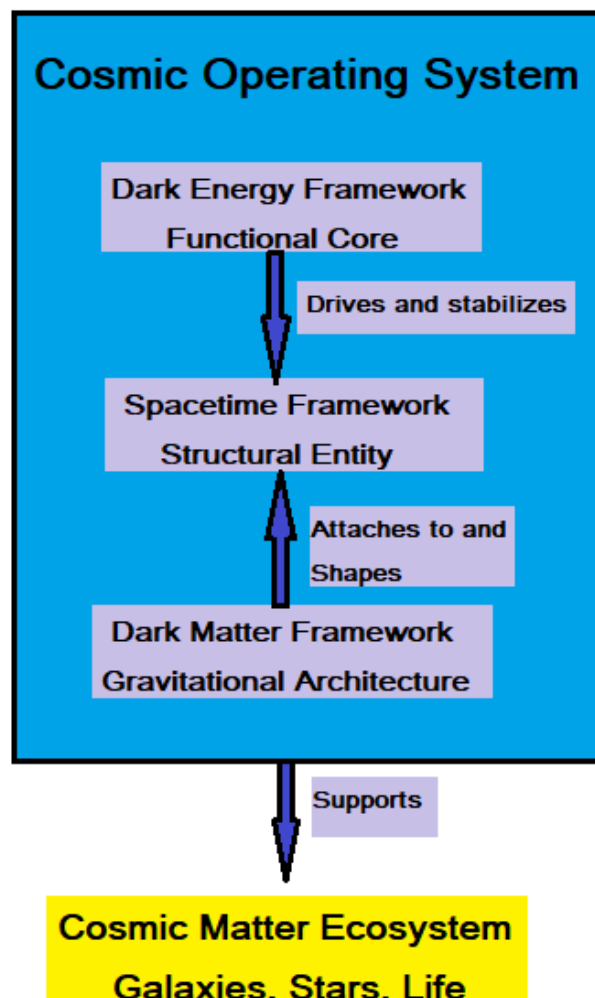 Cosmic Operating System
Dark Energy Framework
Functional Core
Drives and stabilizes
Spacetime Framework
Structural Entity
Attaches to and
Shapes
Dark Matter Framework
Gravitational Architecture
Supports
Cosmic Matter Ecosystem
Galaxies, Stars, Life